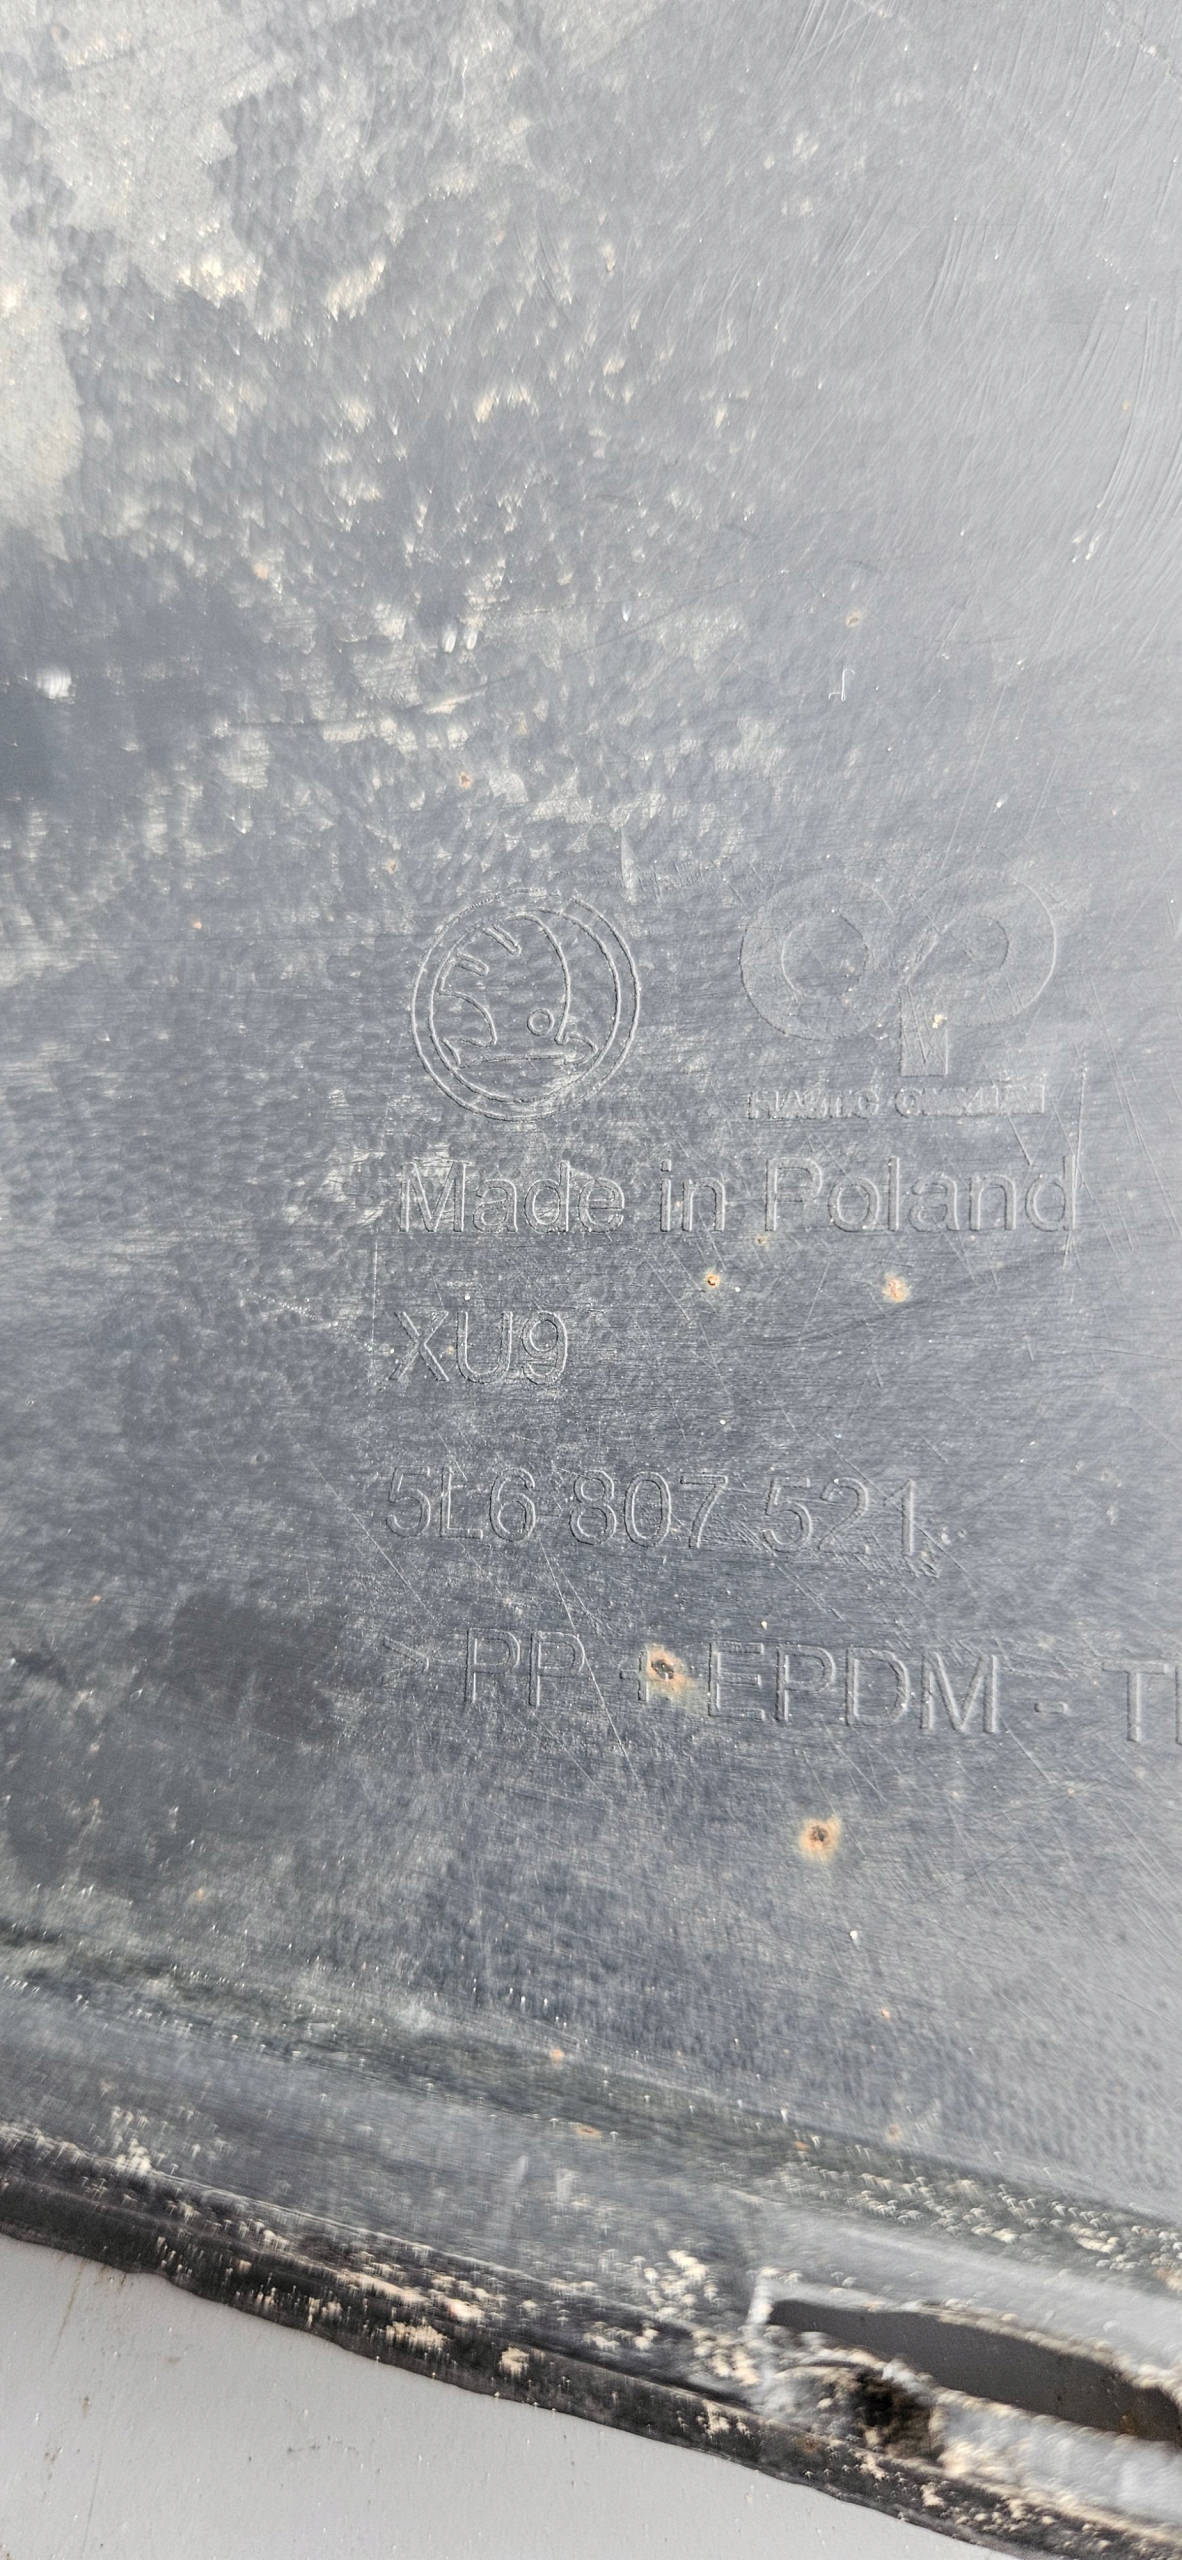 Made in Poland
XU9
5L6 807 521
> PP + EPDM -